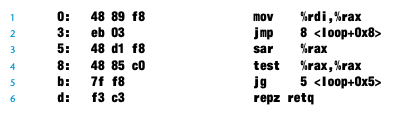 1 0: 48 89 f8 mov %rdi,%rax
2 3: eb 03 jmp 8 <loop+0x8>
3 5: 48 d1 f8 sar %rax
4 8: 48 85 c0 test %rax,%rax
5 b: 7f f8 jg 5 <loop+0x5>
6 d: f3 c3 repz retq